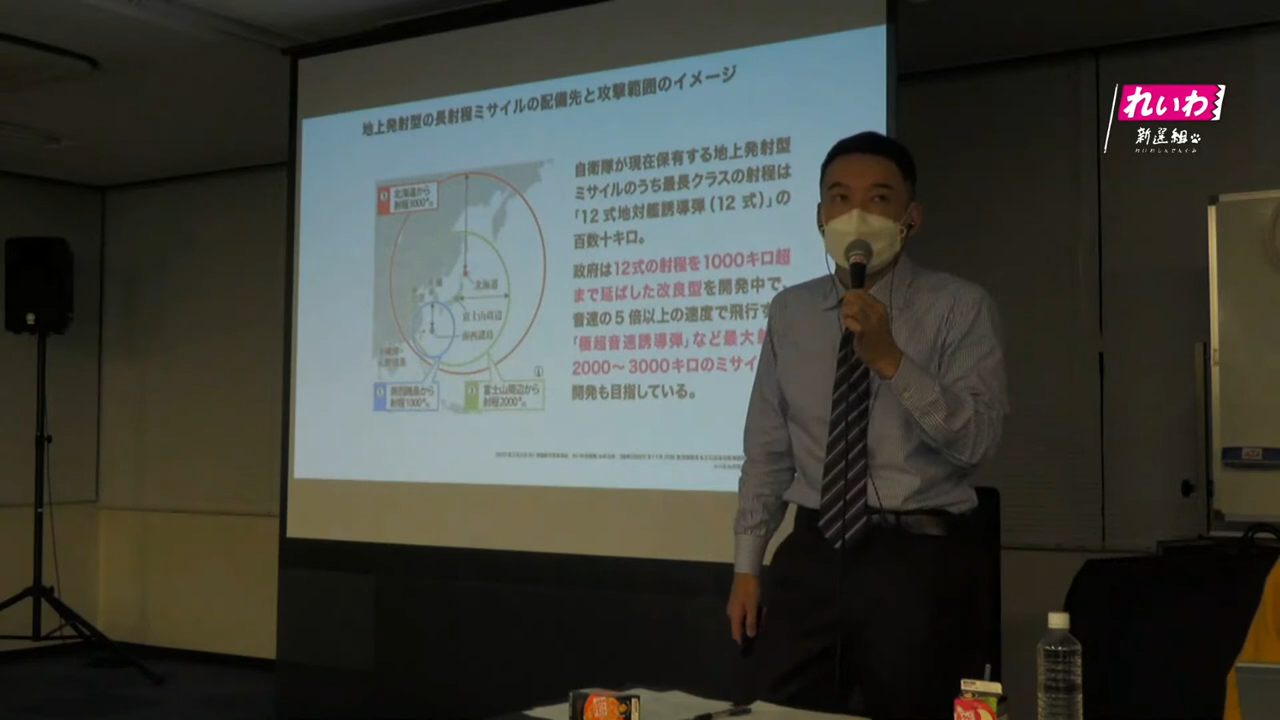 地上発射型の長射程ミサイルの配備先と攻撃範囲のイメージ
れいわ
新選組
れいわしんせんぐみ
自衛隊が現在保有する地上発射型
ミサイルのうち最長クラスの射程は
「12式地対艦誘導弾(12式)」の
百数十キロ。
政府は12式の射程を1000キロ超
まで延ばした改良型を開発中で、
音速の5倍以上の速度で飛行す
「極超音速誘導弾」など最大
2000〜3000キロのミサイ
開発も目指している。
北海道から
射程3000㌔
北海道
富士山周辺
南西諸島
南西諸島から
射程1000㌔
富士山周辺から
射程2000㌔